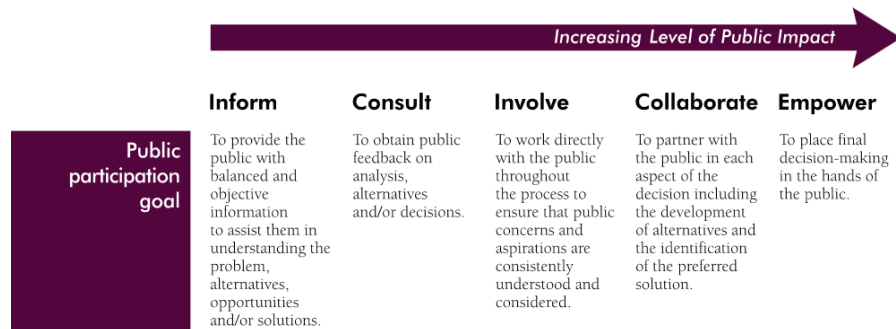 Increasing Level of Public Impact
Inform
Consult
Involve
Collaborate
Empower
Public
participation
goal
To provide the
public with
balanced and
objective
information
to assist them in
understanding the
problem,
alternatives,
opportunities
and/or solutions.
To obtain public
feedback on
analysis,
alternatives
and/or decisions.
To work directly
with the public
throughout
the process to
ensure that public
concerns and
aspirations are
consistently
understood and
considered.
To partner with
the public in each
aspect of the
decision including
the development
of alternatives and
the identification
of the preferred
solution.
To place final
decision-making
in the hands of
the public.